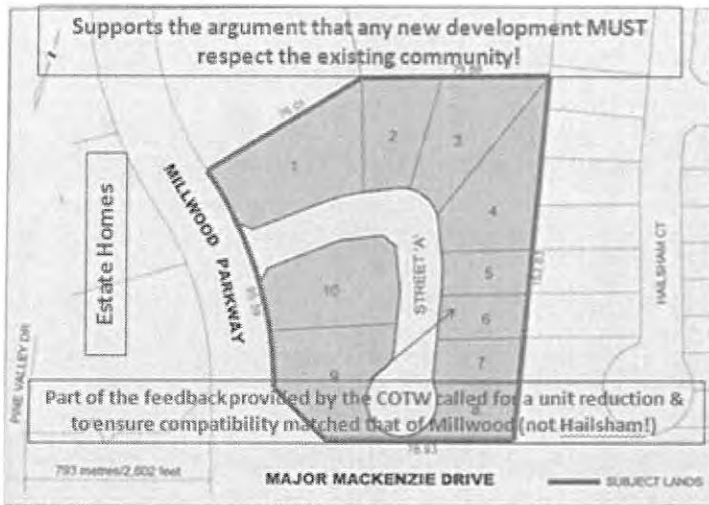 Supports the argument that any new development MUST
respect the existing community!
1
2
3
4
5
6
7
8
9
10
Estate Homes
MILLWOOD PARKWAY
STREET 'A'
HAILSHAM CT
PINE VALLEY DR
Part of the feedback provided by the COTW called for a unit reduction &
to ensure compatibility matched that of Millwood (not Hailsham!)
793 metres/2,602 feet
76.93
MAJOR MACKENZIE DRIVE
SUBJECT LANDS